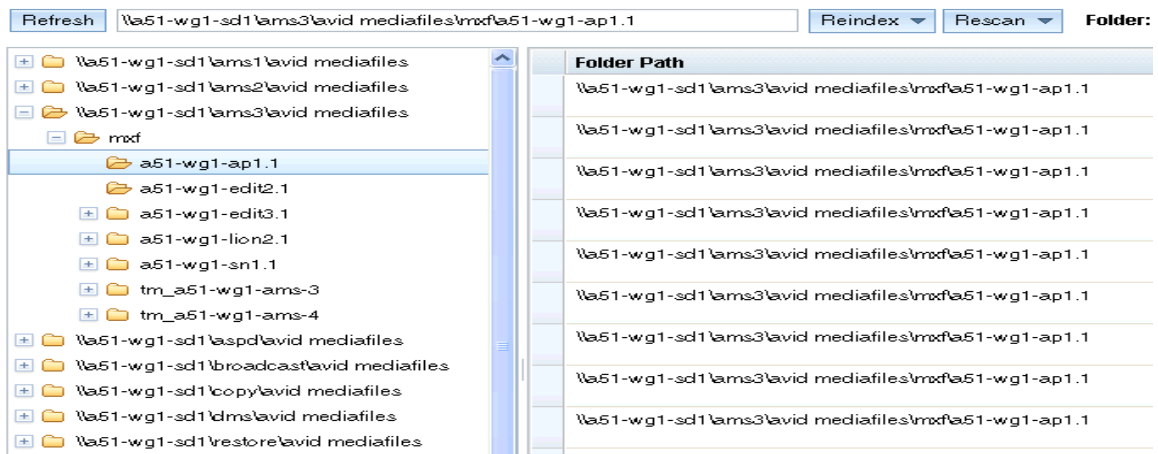 Refresh \\a51-wg1-sd1\ams3\avid mediafiles\mxf\a51-wg1-ap1.1 Reindex Rescan Folder:
\\a51-wg1-sd1\ams1\avid mediafiles
\\a51-wg1-sd1\ams2\avid mediafiles
\\a51-wg1-sd1\ams3\avid mediafiles
mxf
a51-wg1-ap1.1
a51-wg1-edit2.1
a51-wg1-edit3.1
a51-wg1-lion2.1
a51-wg1-sn1.1
tm_a51-wg1-ams-3
tm_a51-wg1-ams-4
\\a51-wg1-sd1\aspd\avid mediafiles
\\a51-wg1-sd1\broadcast\avid mediafiles
\\a51-wg1-sd1\copy\avid mediafiles
\\a51-wg1-sd1\dms\avid mediafiles
\\a51-wg1-sd1\restore\avid mediafiles
Folder Path
\\a51-wg1-sd1\ams3\avid mediafiles\mxf\a51-wg1-ap1.1
\\a51-wg1-sd1\ams3\avid mediafiles\mxf\a51-wg1-ap1.1
\\a51-wg1-sd1\ams3\avid mediafiles\mxf\a51-wg1-ap1.1
\\a51-wg1-sd1\ams3\avid mediafiles\mxf\a51-wg1-ap1.1
\\a51-wg1-sd1\ams3\avid mediafiles\mxf\a51-wg1-ap1.1
\\a51-wg1-sd1\ams3\avid mediafiles\mxf\a51-wg1-ap1.1
\\a51-wg1-sd1\ams3\avid mediafiles\mxf\a51-wg1-ap1.1
\\a51-wg1-sd1\ams3\avid mediafiles\mxf\a51-wg1-ap1.1
\\a51-wg1-sd1\ams3\avid mediafiles\mxf\a51-wg1-ap1.1